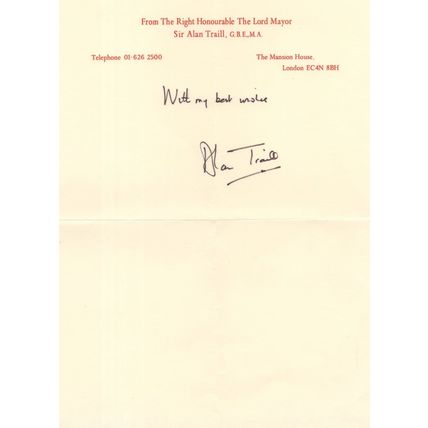 From The Right Honourable The Lord Mayor
Sir Alan Traill, G.B.E., M.A.
Telephone 01-626 2500
The Mansion House,
London EC4N 8BH
With my best wishes
Alan Traill